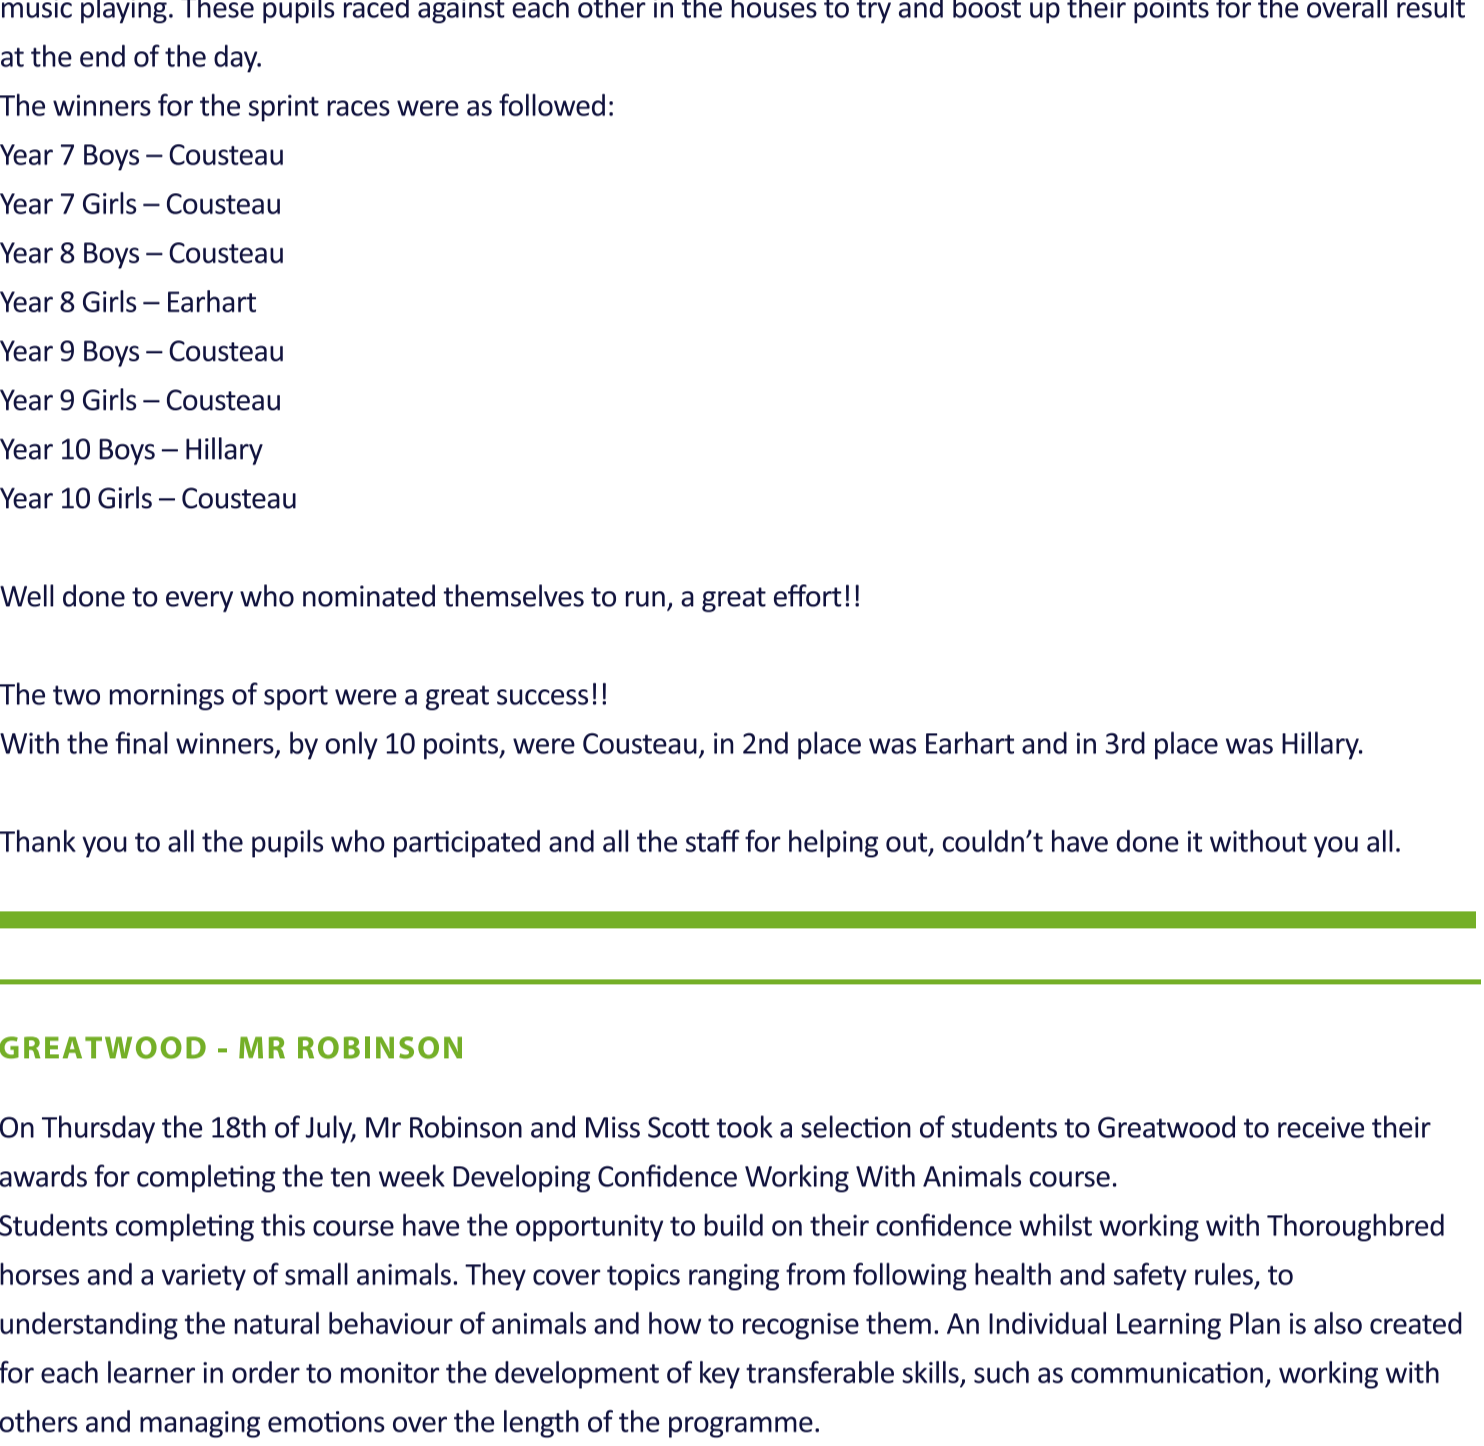 music playing. These pupils raced against each other in the houses to try and boost up their points for the overall result
at the end of the day.
The winners for the sprint races were as followed:
Year 7 Boys – Cousteau
Year 7 Girls – Cousteau
Year 8 Boys – Cousteau
Year 8 Girls – Earhart
Year 9 Boys – Cousteau
Year 9 Girls – Cousteau
Year 10 Boys – Hillary
Year 10 Girls – Cousteau
Well done to every who nominated themselves to run, a great effort!!
The two mornings of sport were a great success!!
With the final winners, by only 10 points, were Cousteau, in 2nd place was Earhart and in 3rd place was Hillary.
Thank you to all the pupils who participated and all the staff for helping out, couldn’t have done it without you all.
GREATWOOD - MR ROBINSON
On Thursday the 18th of July, Mr Robinson and Miss Scott took a selection of students to Greatwood to receive their
awards for completing the ten week Developing Confidence Working With Animals course.
Students completing this course have the opportunity to build on their confidence whilst working with Thoroughbred
horses and a variety of small animals. They cover topics ranging from following health and safety rules, to
understanding the natural behaviour of animals and how to recognise them. An Individual Learning Plan is also created
for each learner in order to monitor the development of key transferable skills, such as communication, working with
others and managing emotions over the length of the programme.